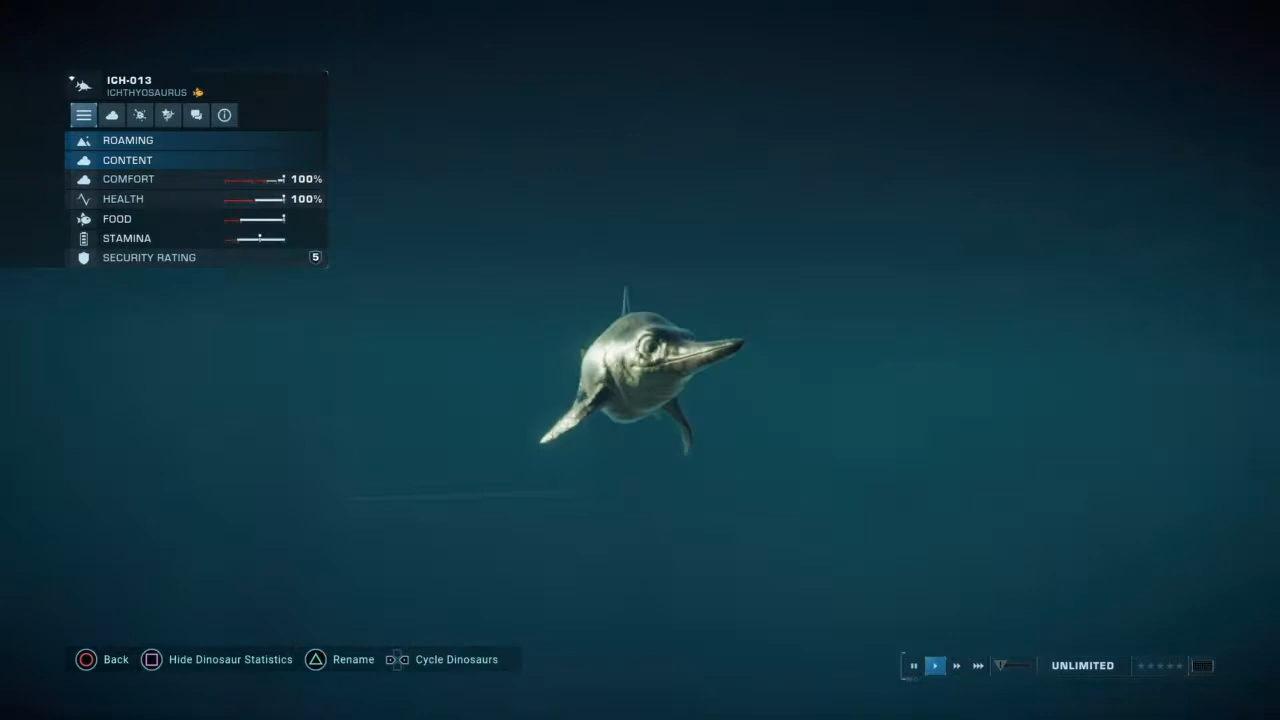 ICH-013
ICHTHYOSAURUS
ROAMING
CONTENT
COMFORT 100%
HEALTH 100%
FOOD
STAMINA
SECURITY RATING 5
Back Hide Dinosaur Statistics Rename Cycle Dinosaurs
UNLIMITED